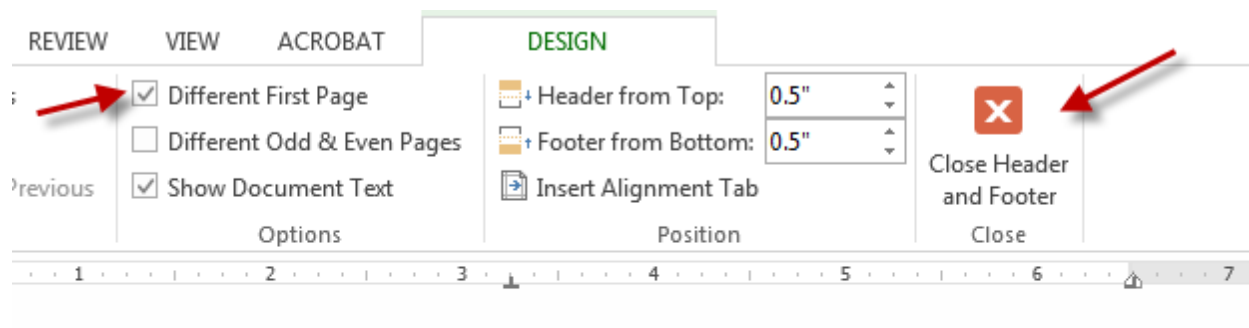 REVIEW VIEW ACROBAT DESIGN
Different First Page Header from Top: 0.5"
Different Odd & Even Pages Footer from Bottom: 0.5"
Previous Show Document Text Insert Alignment Tab
Close Header
and Footer
Options Position Close
1 2 3 4 5 6 7